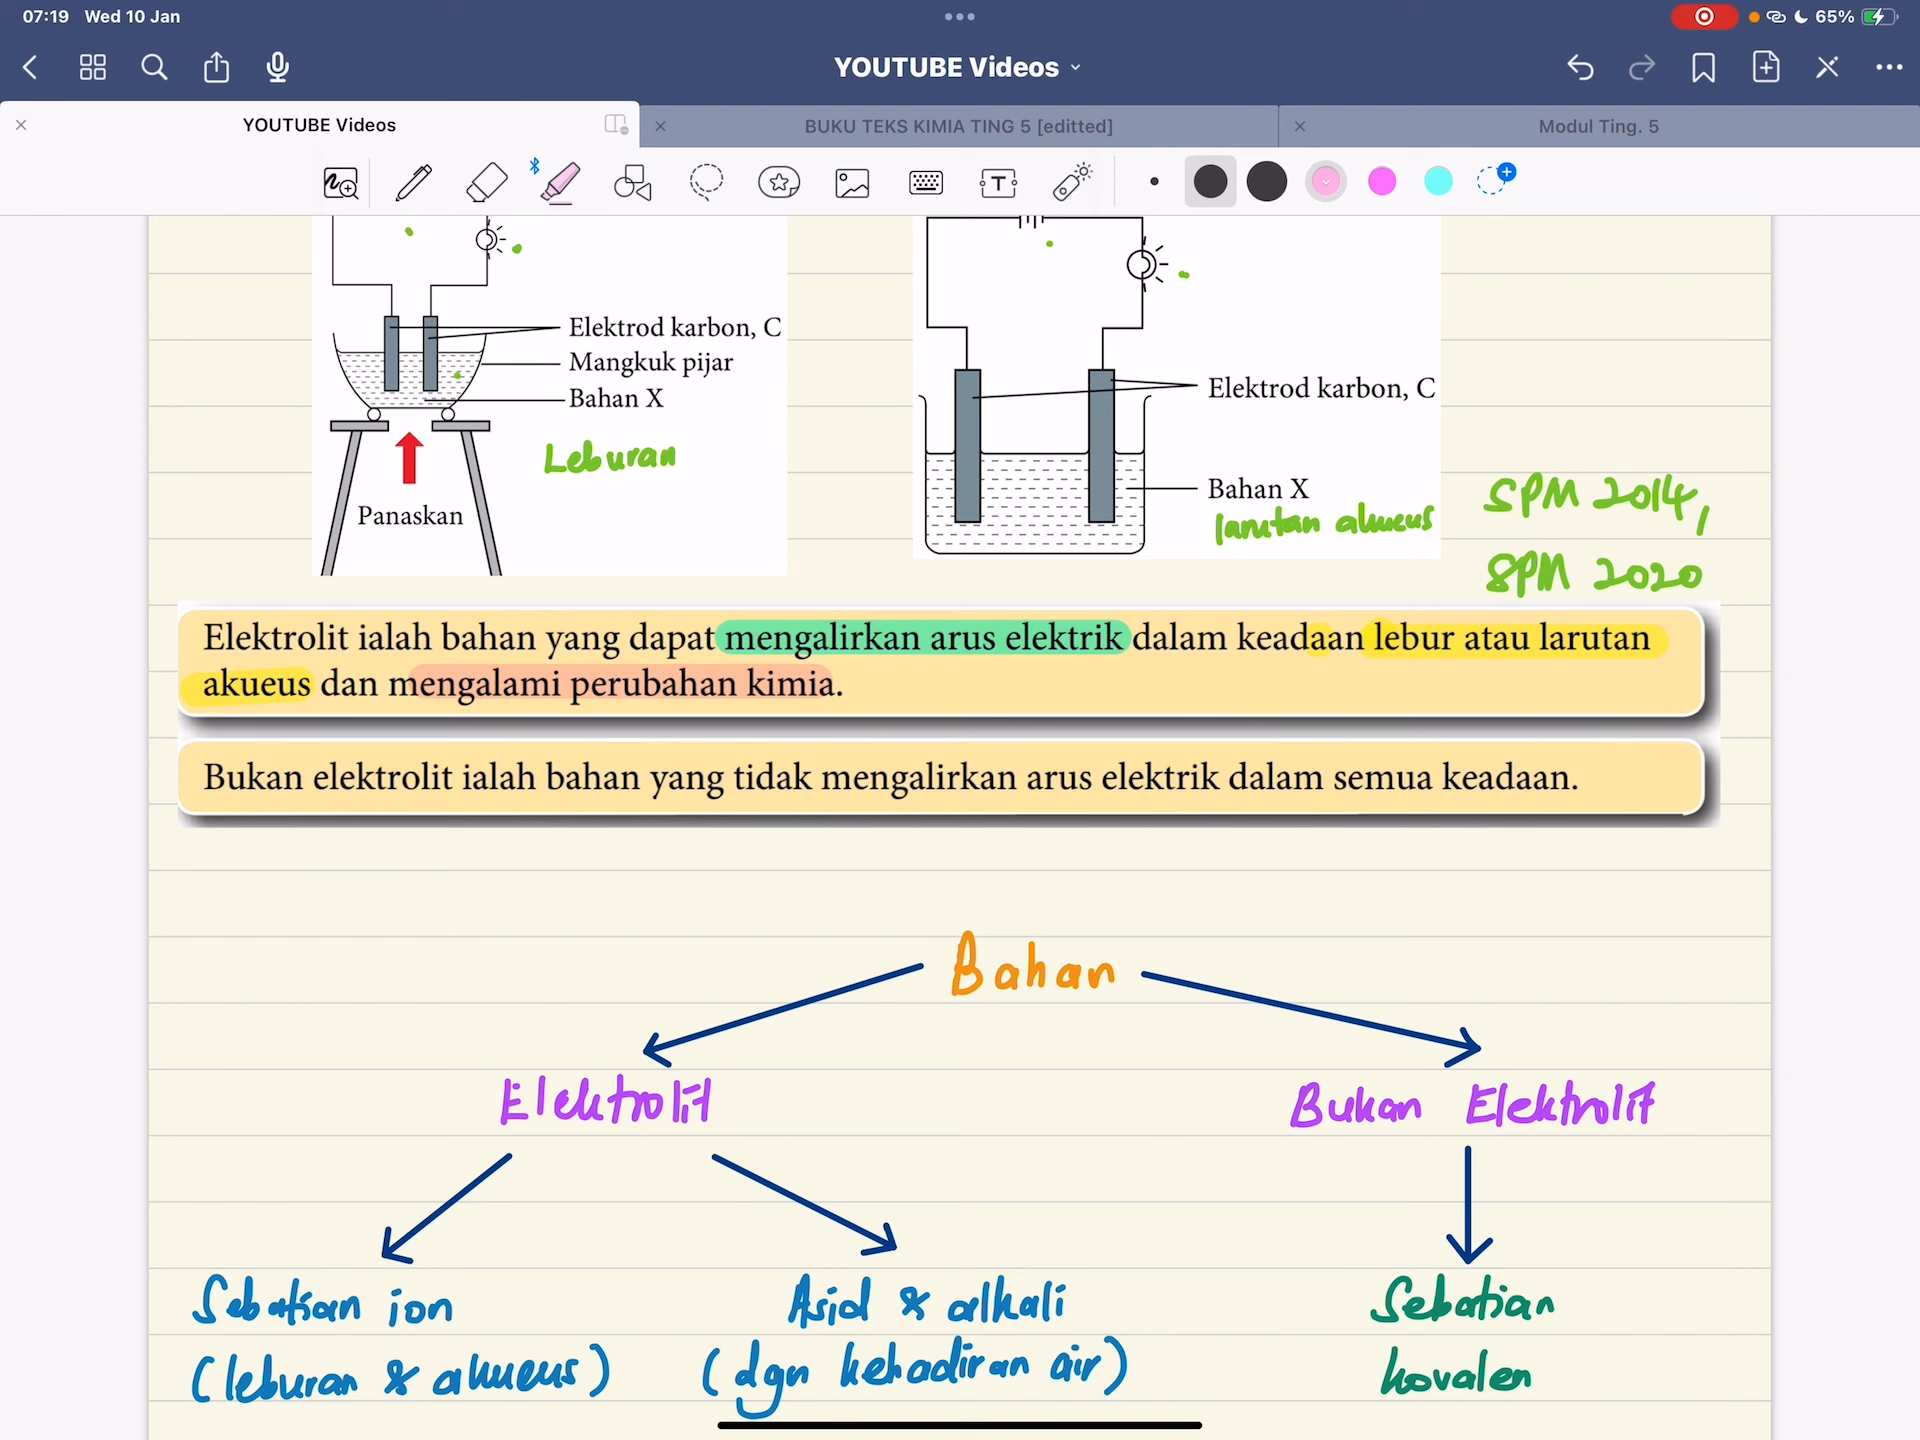 07:19 Wed 10 Jan
65%
YOUTUBE Videos
YOUTUBE Videos
BUKU TEKS KIMIA TING 5 [editted]
Modul Ting. 5
Elektrod karbon, C
Mangkuk pijar
Bahan X
Leburan
Panaskan
Elektrod karbon, C
Bahan X
larutan akueus
SPM 2014,
SPM 2020
Elektrolit ialah bahan yang dapat mengalirkan arus elektrik dalam keadaan lebur atau larutan
akueus dan mengalami perubahan kimia.
Bukan elektrolit ialah bahan yang tidak mengalirkan arus elektrik dalam semua keadaan.
Bahan
Elektrolit
Bukan Elektrolit
Sebatian ion
(leburan & akueus)
Asid & alkali
(dgn kehadiran air)
Sebatian
kovalen